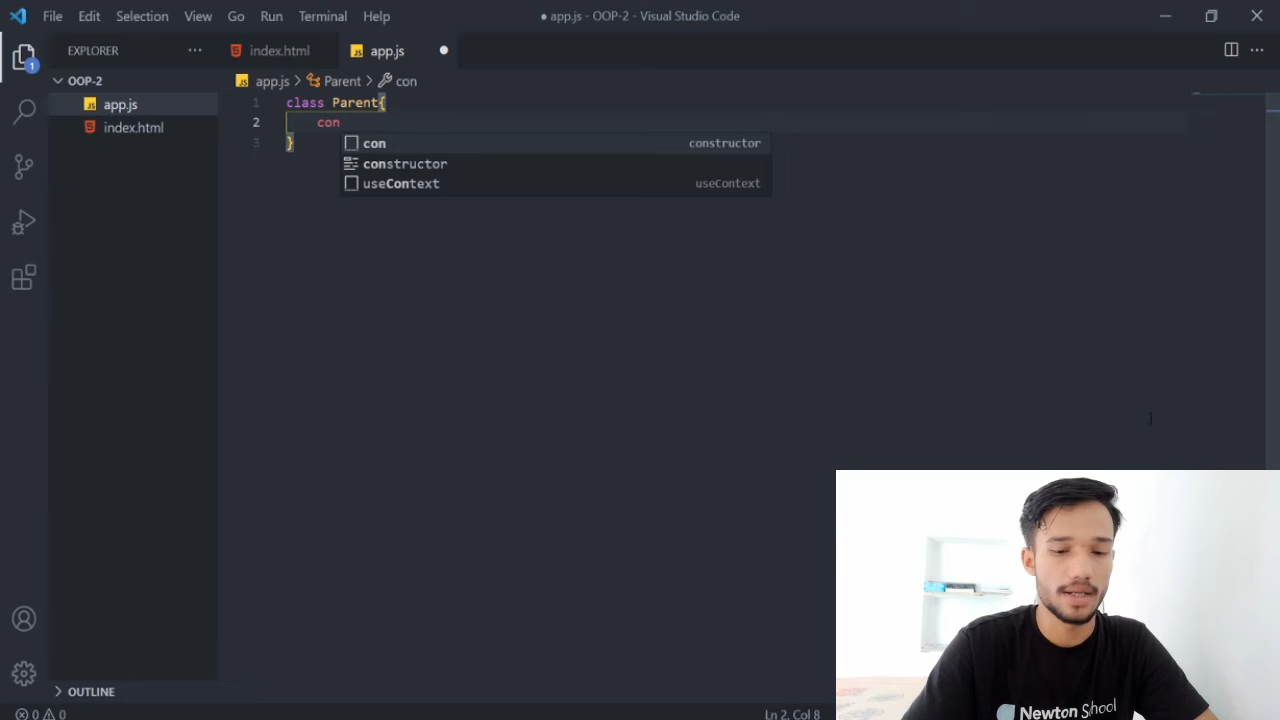 File Edit Selection View Go Run Terminal Help
● app.js - OOP-2 - Visual Studio Code
EXPLORER
index.html
app.js
1
OOP-2
app.js
index.html
app.js > Parent > con
1 class Parent{
2 con
3 }
con constructor
constructor
useContext useContext
OUTLINE
0 0
Ln 2, Col 8
Newton School